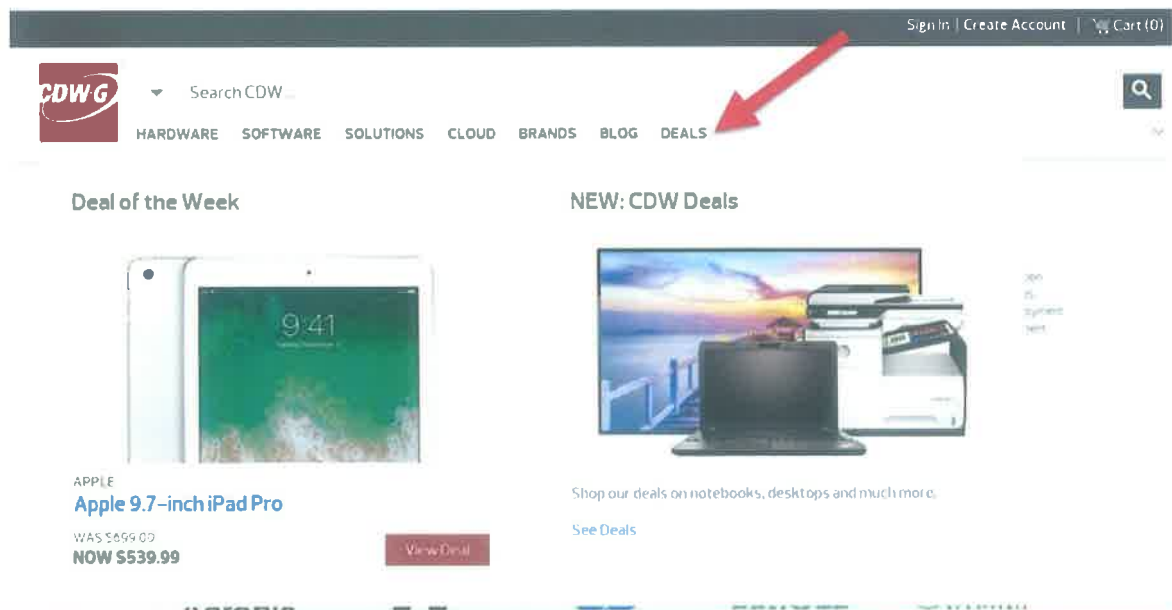 Sign In | Create Account | Cart (0)
CDW·G
Search CDW
HARDWARE SOFTWARE SOLUTIONS CLOUD BRANDS BLOG DEALS
Deal of the Week
NEW: CDW Deals
9:41
APPLE
Apple 9.7-inch iPad Pro
WAS $699.00
NOW $539.99
View Deal
Shop our deals on notebooks, desktops and much more.
See Deals